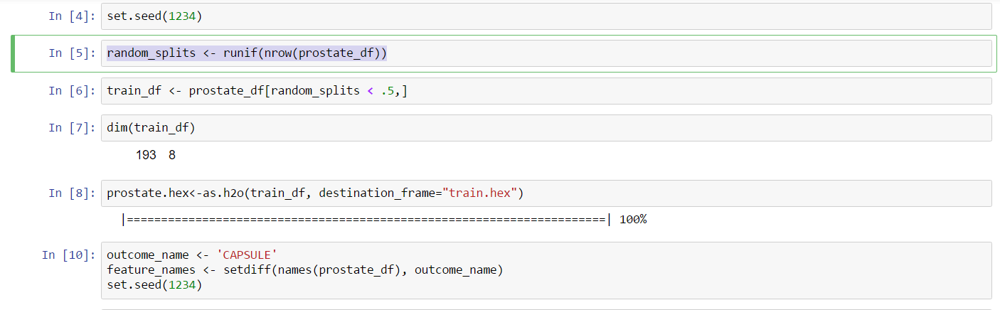 In [4]: set.seed(1234)
In [5]: random_splits <- runif(nrow(prostate_df))
In [6]: train_df <- prostate_df[random_splits < .5,]
In [7]: dim(train_df)
193 8
In [8]: prostate.hex<-as.h2o(train_df, destination_frame="train.hex")
|======================================================================| 100%
In [10]: outcome_name <- 'CAPSULE'
feature_names <- setdiff(names(prostate_df), outcome_name)
set.seed(1234)